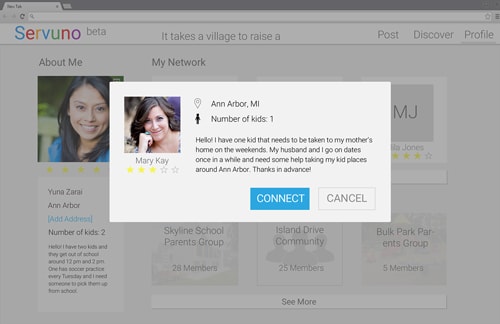 New Tab
Servuno beta
It takes a village to raise a
Post
Discover
Profile
About Me
Yuna Zarai
Ann Arbor
[Add Address]
Number of kids: 2
Hello! I have two kids and
they get out of school
around 12 pm and 2 pm.
One has soccer practice
every Tuesday and I need
someone to pick them up
from school.
My Network
MJ
Jones
Mary Kay
Ann Arbor, MI
Number of kids: 1
Hello! I have one kid that needs to be taken to my mother's
home on the weekends. My husband and I go on dates
once in a while and need some help taking my kid places
around Ann Arbor. Thanks in advance!
CONNECT
CANCEL
Skyline School
Parents Group
26 Members
Island Drive
Community
4 Members
Bulk Park Par-
ents Group
5 Members
See More